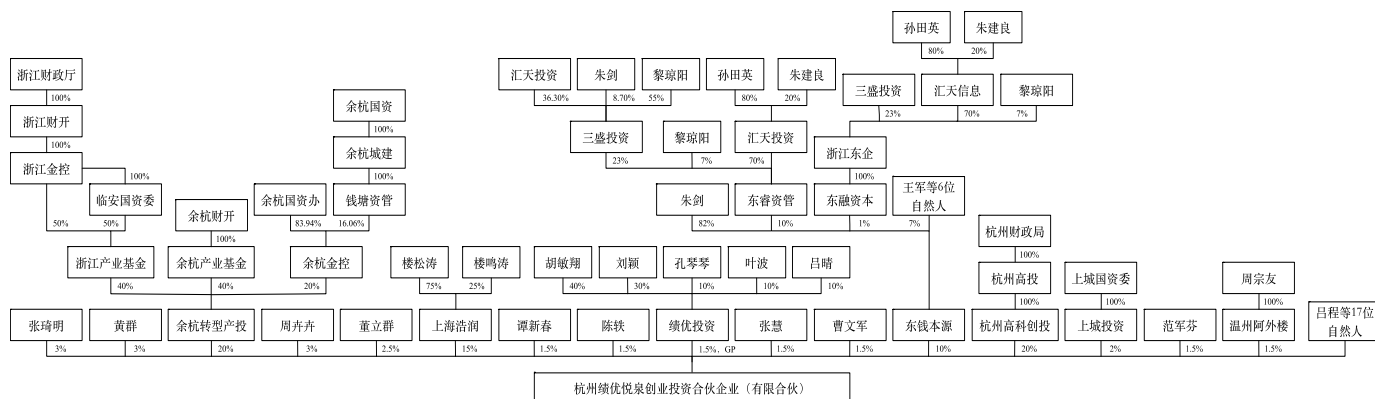 孙田英 朱建良
80% 20%
浙江财政厅 汇天投资 朱剑 黎琼阳 孙田英 朱建良 三盛投资 汇天信息 黎琼阳
100% 36.30% 8.70% 55% 80% 20% 23% 70% 7%
余杭国资
浙江财开 100% 三盛投资 黎琼阳 汇天投资 浙江东企
100% 23% 7% 70% 100%
浙江金控 余杭城建
100% 100%
临安国资委 余杭国资办 钱塘资管 朱剑 东睿资管 东融资本 王军等6位
自然人
50% 50% 83.94% 16.06% 82% 10% 1% 7%
余杭财开 杭州财政局
100% 100%
浙江产业基金 余杭产业基金 余杭金控 楼松涛 楼鸣涛 胡敏翔 刘颖 孔琴琴 叶波 吕晴 杭州高投 上城国资委 周宗友
40% 40% 20% 75% 25% 40% 30% 10% 10% 10% 100% 100% 100%
张琦明 黄群 余杭转型产投 周卉卉 董立群 上海浩润 谭新春 陈轶 绩优投资 张慧 曹文军 东钱本源 杭州高科创投 上城投资 范军芬 温州阿外楼 吕程等17位
自然人
3% 3% 20% 3% 2.5% 15% 1.5% 1.5% 1.5%，GP 1.5% 1.5% 10% 20% 2% 1.5% 1.5%
杭州绩优悦泉创业投资合伙企业（有限合伙）